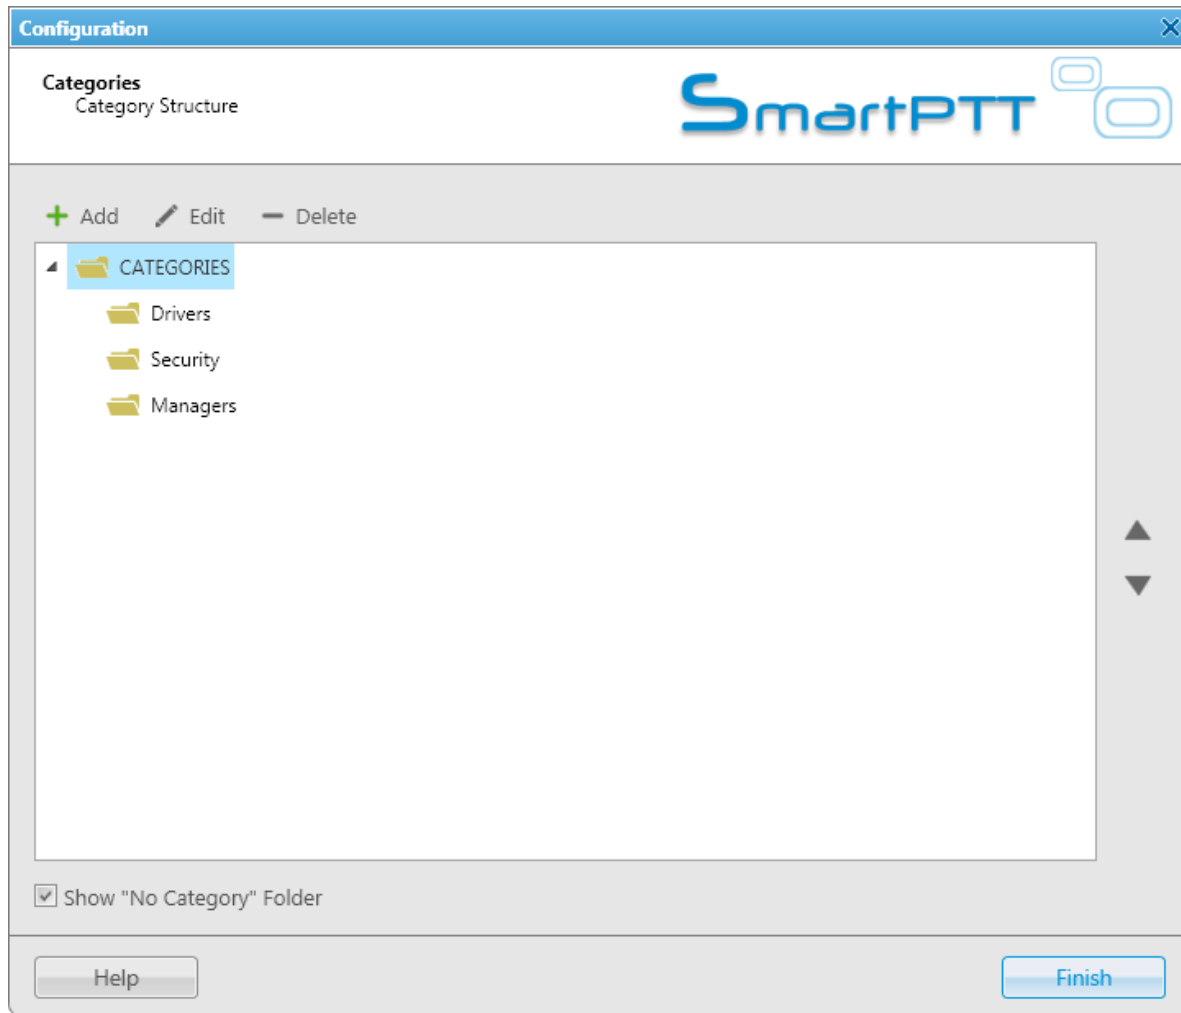 Configuration
Categories
Category Structure
SmartPTT
Add Edit Delete
CATEGORIES
Drivers
Security
Managers
Show "No Category" Folder
Help Finish